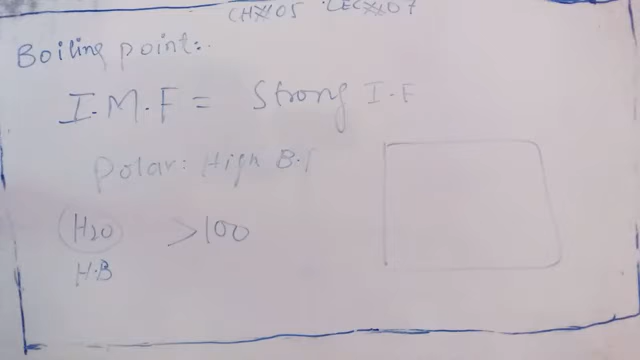 CH#05 LEC#07
Boiling point:.
I.M.F = Strong I.F
Polar: High B.P
H2O >100
H.B